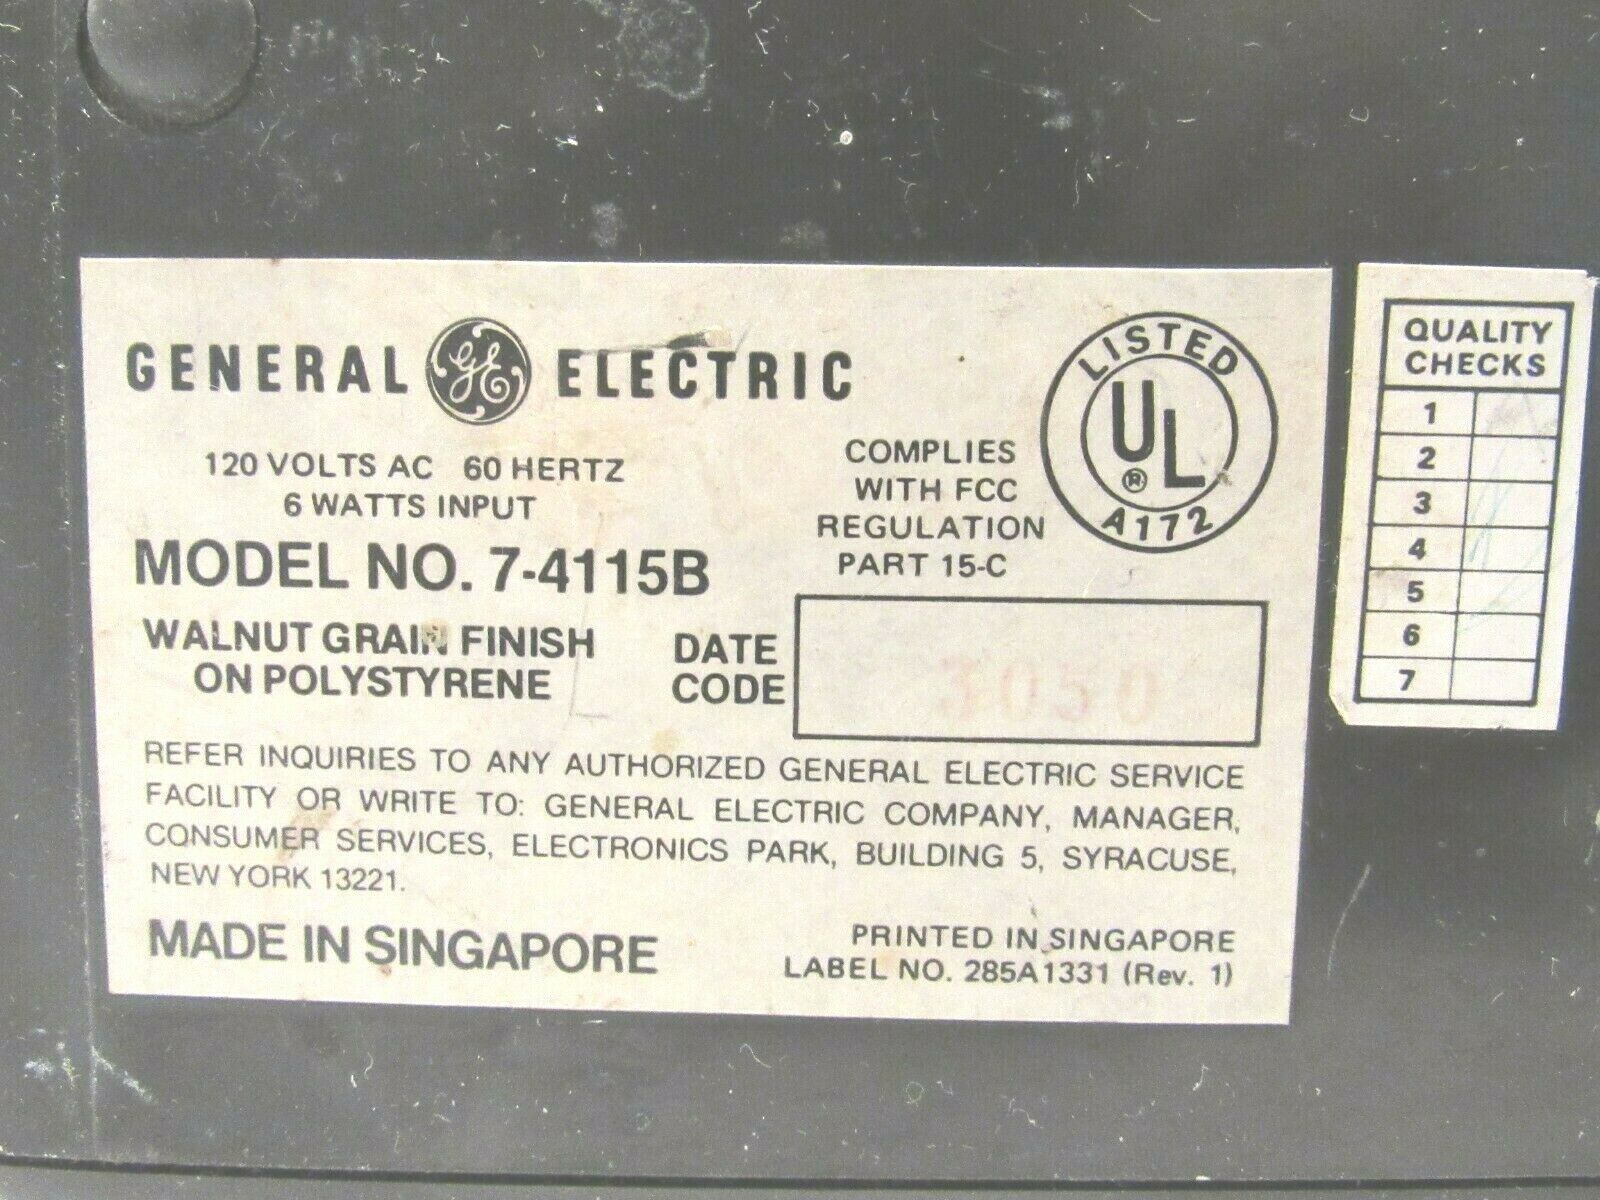 GENERAL GE ELECTRIC
120 VOLTS AC 60 HERTZ
6 WATTS INPUT
MODEL NO. 7-4115B
WALNUT GRAIN FINISH
ON POLYSTYRENE
COMPLIES
WITH FCC
REGULATION
PART 15-C
LISTED
UL
®
A172
DATE
CODE
3050
REFER INQUIRIES TO ANY AUTHORIZED GENERAL ELECTRIC SERVICE
FACILITY OR WRITE TO: GENERAL ELECTRIC COMPANY, MANAGER,
CONSUMER SERVICES, ELECTRONICS PARK, BUILDING 5, SYRACUSE,
NEW YORK 13221.
MADE IN SINGAPORE
PRINTED IN SINGAPORE
LABEL NO. 285A1331 (Rev. 1)
QUALITY
CHECKS
1
2
3
4
5
6
7